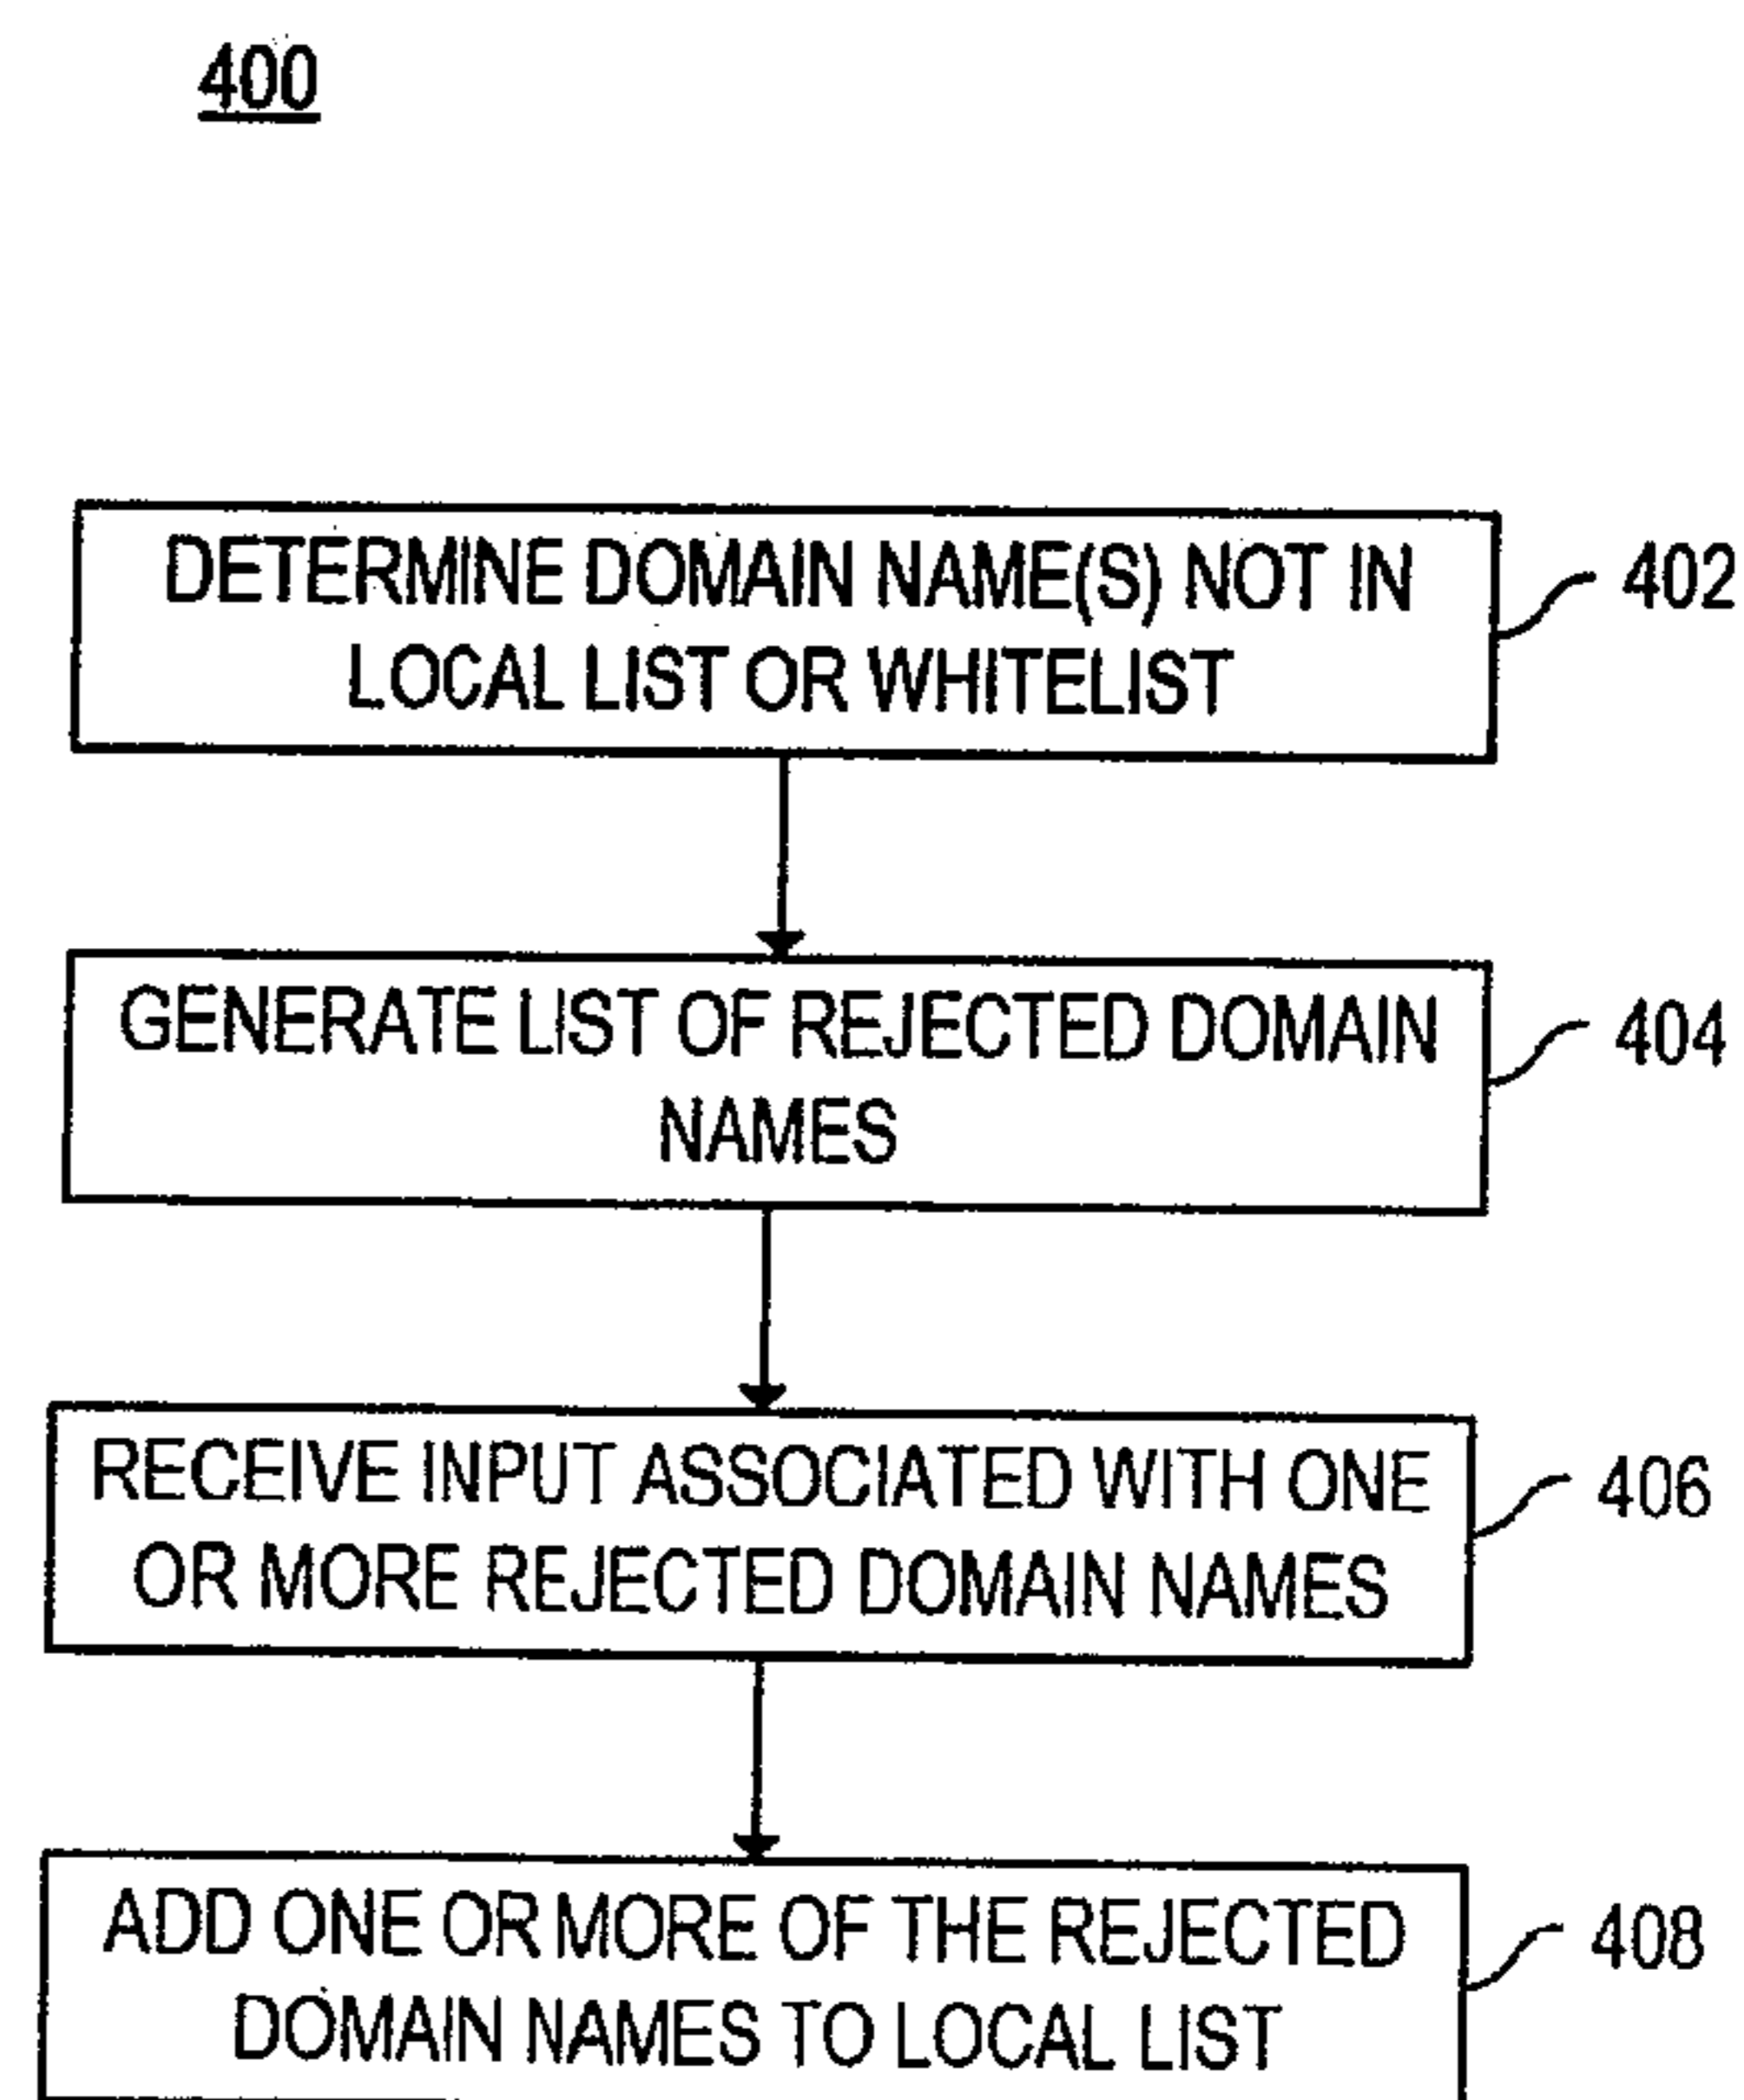 400
DETERMINE DOMAIN NAME(S) NOT IN
LOCAL LIST OR WHITELIST
402
GENERATE LIST OF REJECTED DOMAIN
NAMES
404
RECEIVE INPUT ASSOCIATED WITH ONE
OR MORE REJECTED DOMAIN NAMES
406
ADD ONE OR MORE OF THE REJECTED
DOMAIN NAMES TO LOCAL LIST
408